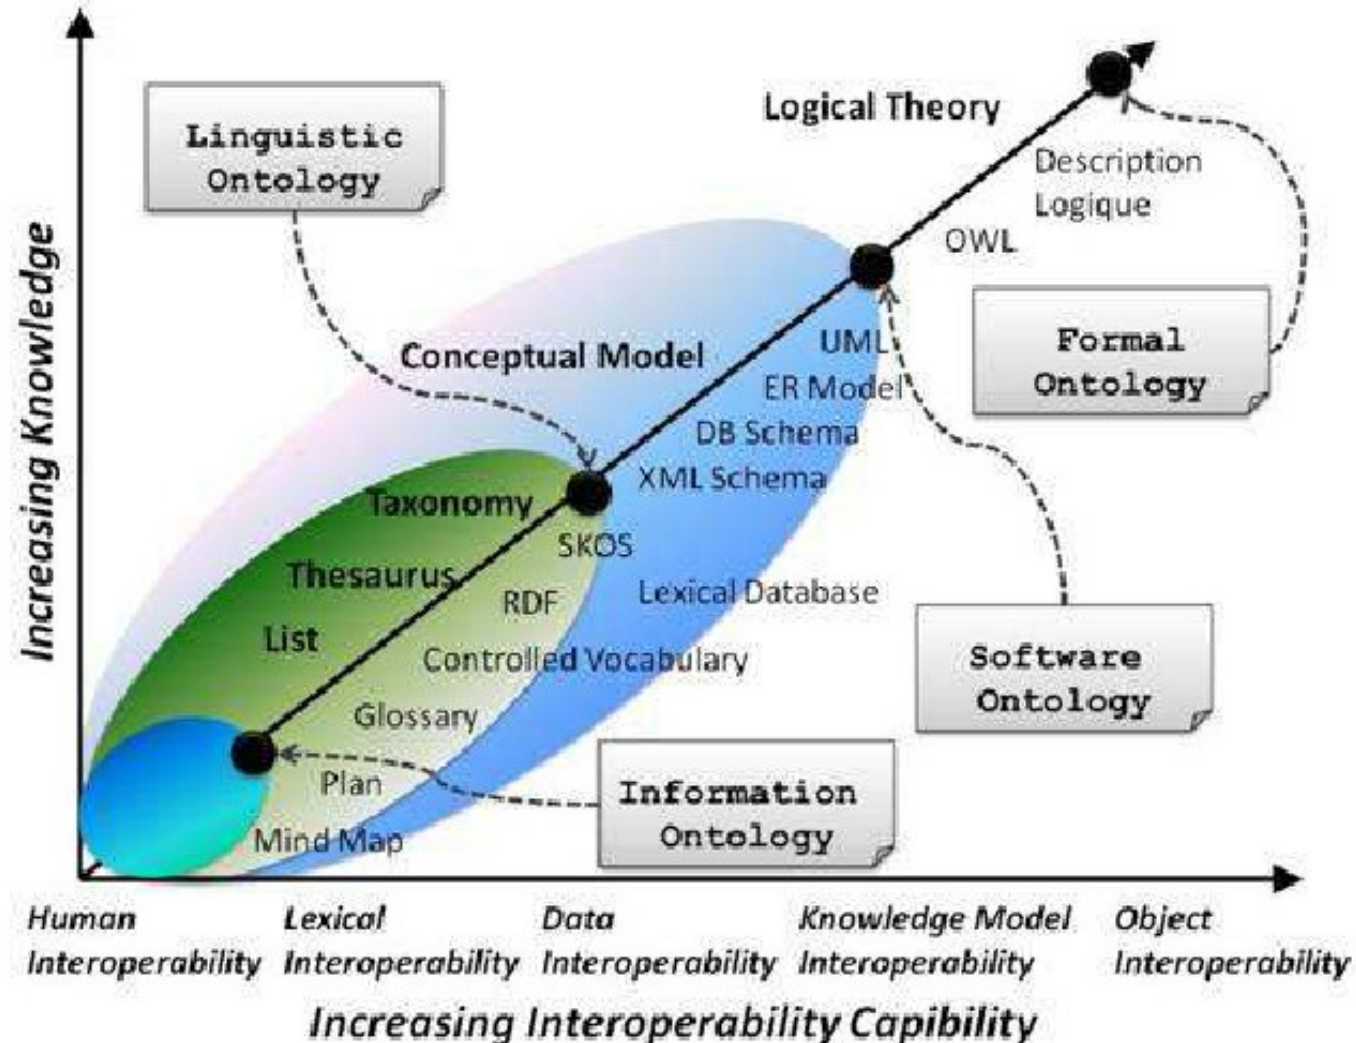 Linguistic
Ontology
Logical Theory
Description
Logique
OWL
Formal
Ontology
Increasing Knowledge
Conceptual Model
UML
ER Model
DB Schema
XML Schema
Taxonomy
SKOS
Thesaurus
RDF
Lexical Database
List
Controlled Vocabulary
Software
Ontology
Glossary
Plan
Information
Ontology
Mind Map
Human
Interoperability
Lexical
Interoperability
Data
Interoperability
Knowledge Model
Interoperability
Object
Interoperability
Increasing Interoperability Capibility